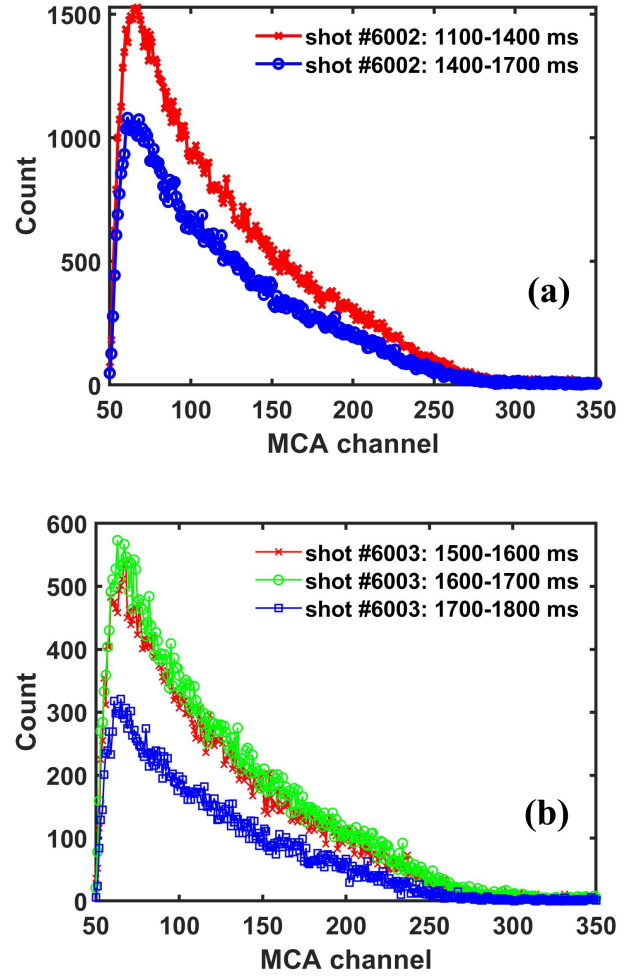 1500
shot #6002: 1100-1400 ms
shot #6002: 1400-1700 ms
1000
Count
500
(a)
0
50 100 150 200 250 300 350
MCA channel
600
shot #6003: 1500-1600 ms
500
shot #6003: 1600-1700 ms
shot #6003: 1700-1800 ms
400
Count
300
200
(b)
100
0
50 100 150 200 250 300 350
MCA channel